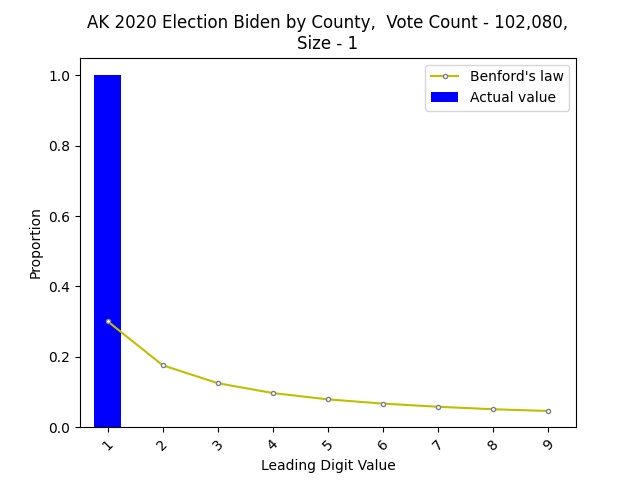 AK 2020 Election Biden by County,  Vote Count - 102,080,
Size - 1
Benford's law
Actual value
1.0
0.8
0.6
0.4
0.2
0.0
Proportion
1 2 3 4 5 6 7 8 9
Leading Digit Value